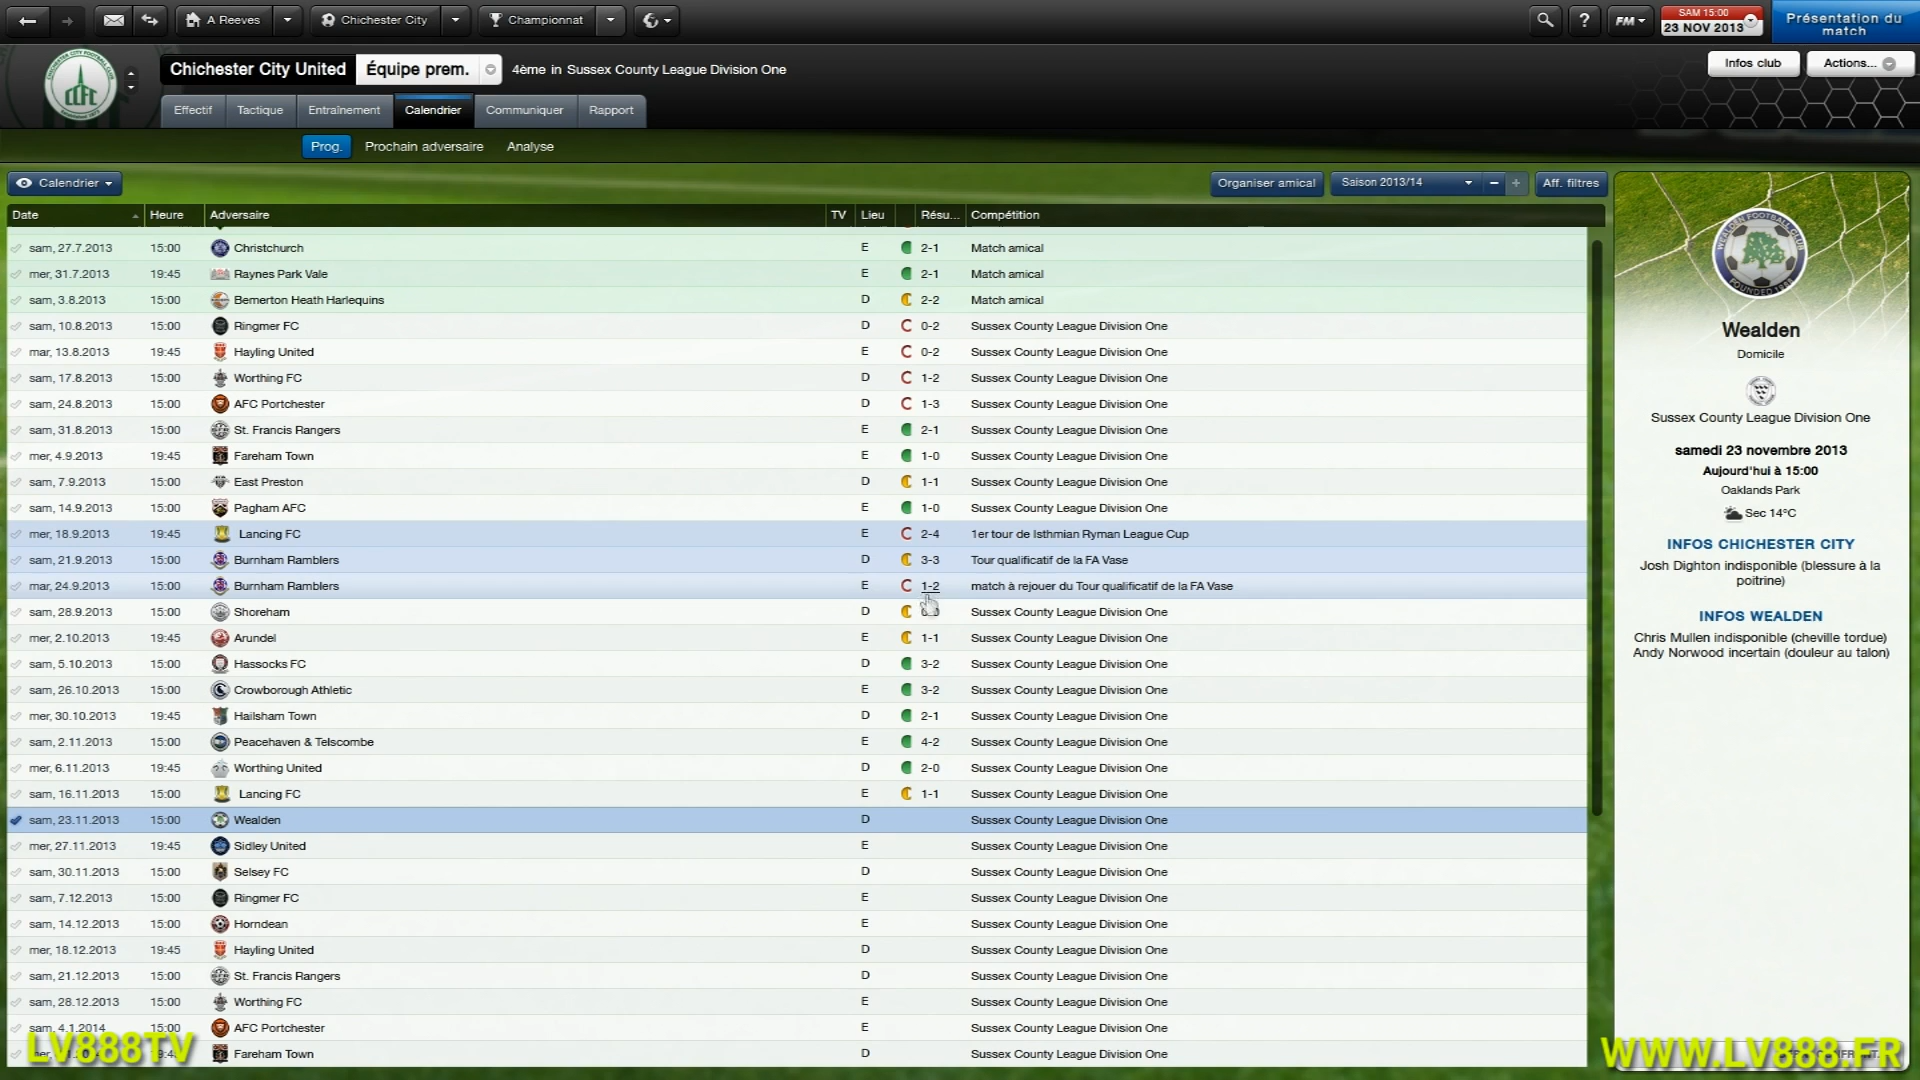 A Reeves
Chichester City
Championnat
?
FM
SAM 15:00
23 NOV 2013
Présentation du match
Chichester City United
Équipe prem.
4ème in Sussex County League Division One
Infos club
Actions...
Effectif
Tactique
Entraînement
Calendrier
Communiquer
Rapport
Prog.
Prochain adversaire
Analyse
Calendrier
Organiser amical
Saison 2013/14
Aff. filtres
Date Heure Adversaire TV Lieu Résu... Compétition
sam, 27.7.2013 15:00 Christchurch E 2-1 Match amical
mer, 31.7.2013 19:45 Raynes Park Vale E 2-1 Match amical
sam, 3.8.2013 15:00 Bemerton Heath Harlequins D 2-2 Match amical
sam, 10.8.2013 15:00 Ringmer FC D 0-2 Sussex County League Division One
mar, 13.8.2013 19:45 Hayling United E 0-2 Sussex County League Division One
sam, 17.8.2013 15:00 Worthing FC D 1-2 Sussex County League Division One
sam, 24.8.2013 15:00 AFC Portchester D 1-3 Sussex County League Division One
sam, 31.8.2013 15:00 St. Francis Rangers E 2-1 Sussex County League Division One
mer, 4.9.2013 19:45 Fareham Town E 1-0 Sussex County League Division One
sam, 7.9.2013 15:00 East Preston D 1-1 Sussex County League Division One
sam, 14.9.2013 15:00 Pagham AFC E 1-0 Sussex County League Division One
mer, 18.9.2013 19:45 Lancing FC E 2-4 1er tour de Isthmian Ryman League Cup
sam, 21.9.2013 15:00 Burnham Ramblers D 3-3 Tour qualificatif de la FA Vase
mar, 24.9.2013 15:00 Burnham Ramblers E 1-2 match à rejouer du Tour qualificatif de la FA Vase
sam, 28.9.2013 15:00 Shoreham D Sussex County League Division One
mer, 2.10.2013 19:45 Arundel E 1-1 Sussex County League Division One
sam, 5.10.2013 15:00 Hassocks FC D 3-2 Sussex County League Division One
sam, 26.10.2013 15:00 Crowborough Athletic E 3-2 Sussex County League Division One
mer, 30.10.2013 19:45 Hailsham Town D 2-1 Sussex County League Division One
sam, 2.11.2013 15:00 Peacehaven & Telscombe E 4-2 Sussex County League Division One
mer, 6.11.2013 19:45 Worthing United D 2-0 Sussex County League Division One
sam, 16.11.2013 15:00 Lancing FC E 1-1 Sussex County League Division One
sam, 23.11.2013 15:00 Wealden D Sussex County League Division One
mer, 27.11.2013 19:45 Sidley United E Sussex County League Division One
sam, 30.11.2013 15:00 Selsey FC D Sussex County League Division One
sam, 7.12.2013 15:00 Ringmer FC E Sussex County League Division One
sam, 14.12.2013 15:00 Horndean E Sussex County League Division One
mer, 18.12.2013 19:45 Hayling United D Sussex County League Division One
sam, 21.12.2013 15:00 St. Francis Rangers D Sussex County League Division One
sam, 28.12.2013 15:00 Worthing FC E Sussex County League Division One
sam, 4.1.2014 15:00 AFC Portchester E Sussex County League Division One
Fareham Town D Sussex County League Division One
Wealden
Domicile
Sussex County League Division One
samedi 23 novembre 2013
Aujourd'hui à 15:00
Oaklands Park
Sec 14°C
INFOS CHICHESTER CITY
Josh Dighton indisponible (blessure à la
poitrine)
INFOS WEALDEN
Chris Mullen indisponible (cheville tordue)
Andy Norwood incertain (douleur au talon)
LV888TV
WWW.LV888.FR